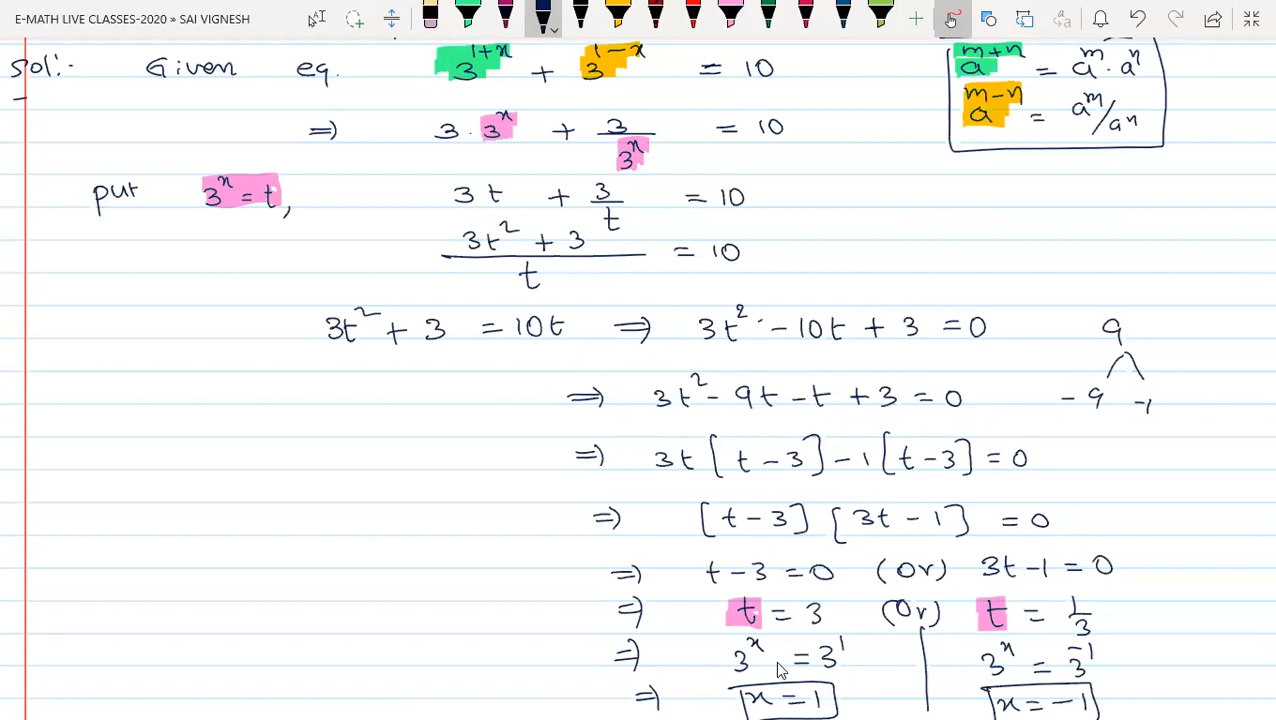 E-MATH LIVE CLASSES-2020 » SAI VIGNESH
Sol:- Given eq. 3^{1+x} + 3^{1-x} = 10
a^{m+n} = a^m · a^n
a^{m-n} = a^m/a^n
⇒ 3 · 3^x + 3/3^x = 10
put 3^x = t, 3t + 3/t = 10
(3t^2 + 3)/t = 10
3t^2 + 3 = 10t ⇒ 3t^2 - 10t + 3 = 0
9
⇒ 3t^2 - 9t - t + 3 = 0
-9 -1
⇒ 3t[t-3] -1[t-3] = 0
⇒ [t-3] [3t-1] = 0
⇒ t-3 = 0 (Or) 3t-1 = 0
⇒ t = 3 (Or) t = 1/3
⇒ 3^x = 3^1 3^x = 3^{-1}
⇒ x = 1 x = -1